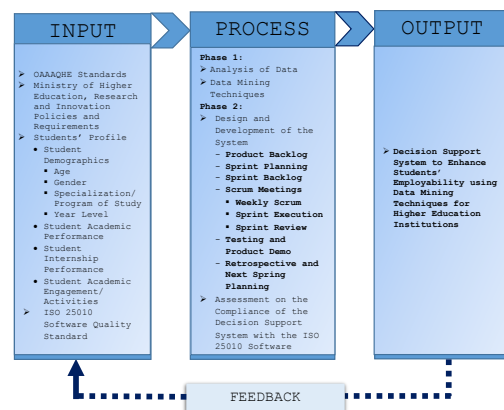 INPUT
➢ OAAAQHE Standards
➢ Ministry of Higher
Education, Research
and Innovation
Policies and
Requirements
➢ Students' Profile
• Student
Demographics
▪ Age
▪ Gender
▪ Specialization/
Program of Study
▪ Year Level
• Student Academic
Performance
• Student
Internship
Performance
• Student Academic
Engagement/
Activities
➢ ISO 25010
Software Quality
Standard
PROCESS
Phase 1:
➢ Analysis of Data
➢ Data Mining
Techniques
Phase 2:
➢ Design and
Development of the
System
– Product Backlog
– Sprint Planning
– Sprint Backlog
– Scrum Meetings
▪ Weekly Scrum
▪ Sprint Execution
▪ Sprint Review
– Testing and
Product Demo
– Retrospective and
Next Spring
Planning
➢ Assessment on the
Compliance of the
Decision Support
System with the ISO
25010 Software
OUTPUT
➢ Decision Support
System to Enhance
Students'
Employability using
Data Mining
Techniques for
Higher Education
Institutions
FEEDBACK